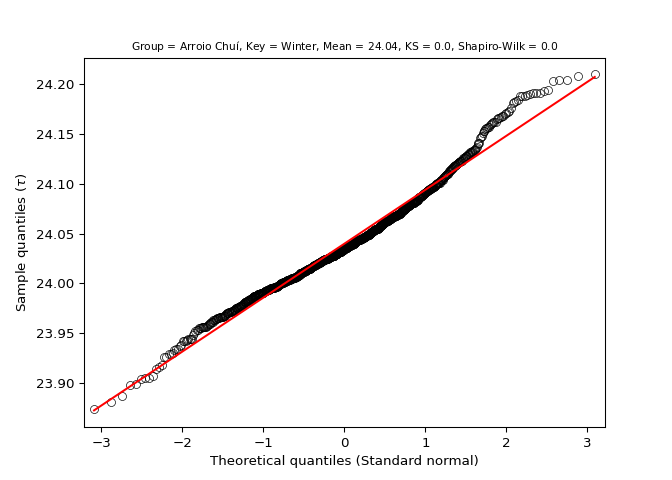 Group = Arroio Chuí, Key = Winter, Mean = 24.04, KS = 0.0, Shapiro-Wilk = 0.0
24.20
24.15
24.10
24.05
24.00
23.95
23.90
Sample quantiles (τ)
−3 −2 −1 0 1 2 3
Theoretical quantiles (Standard normal)